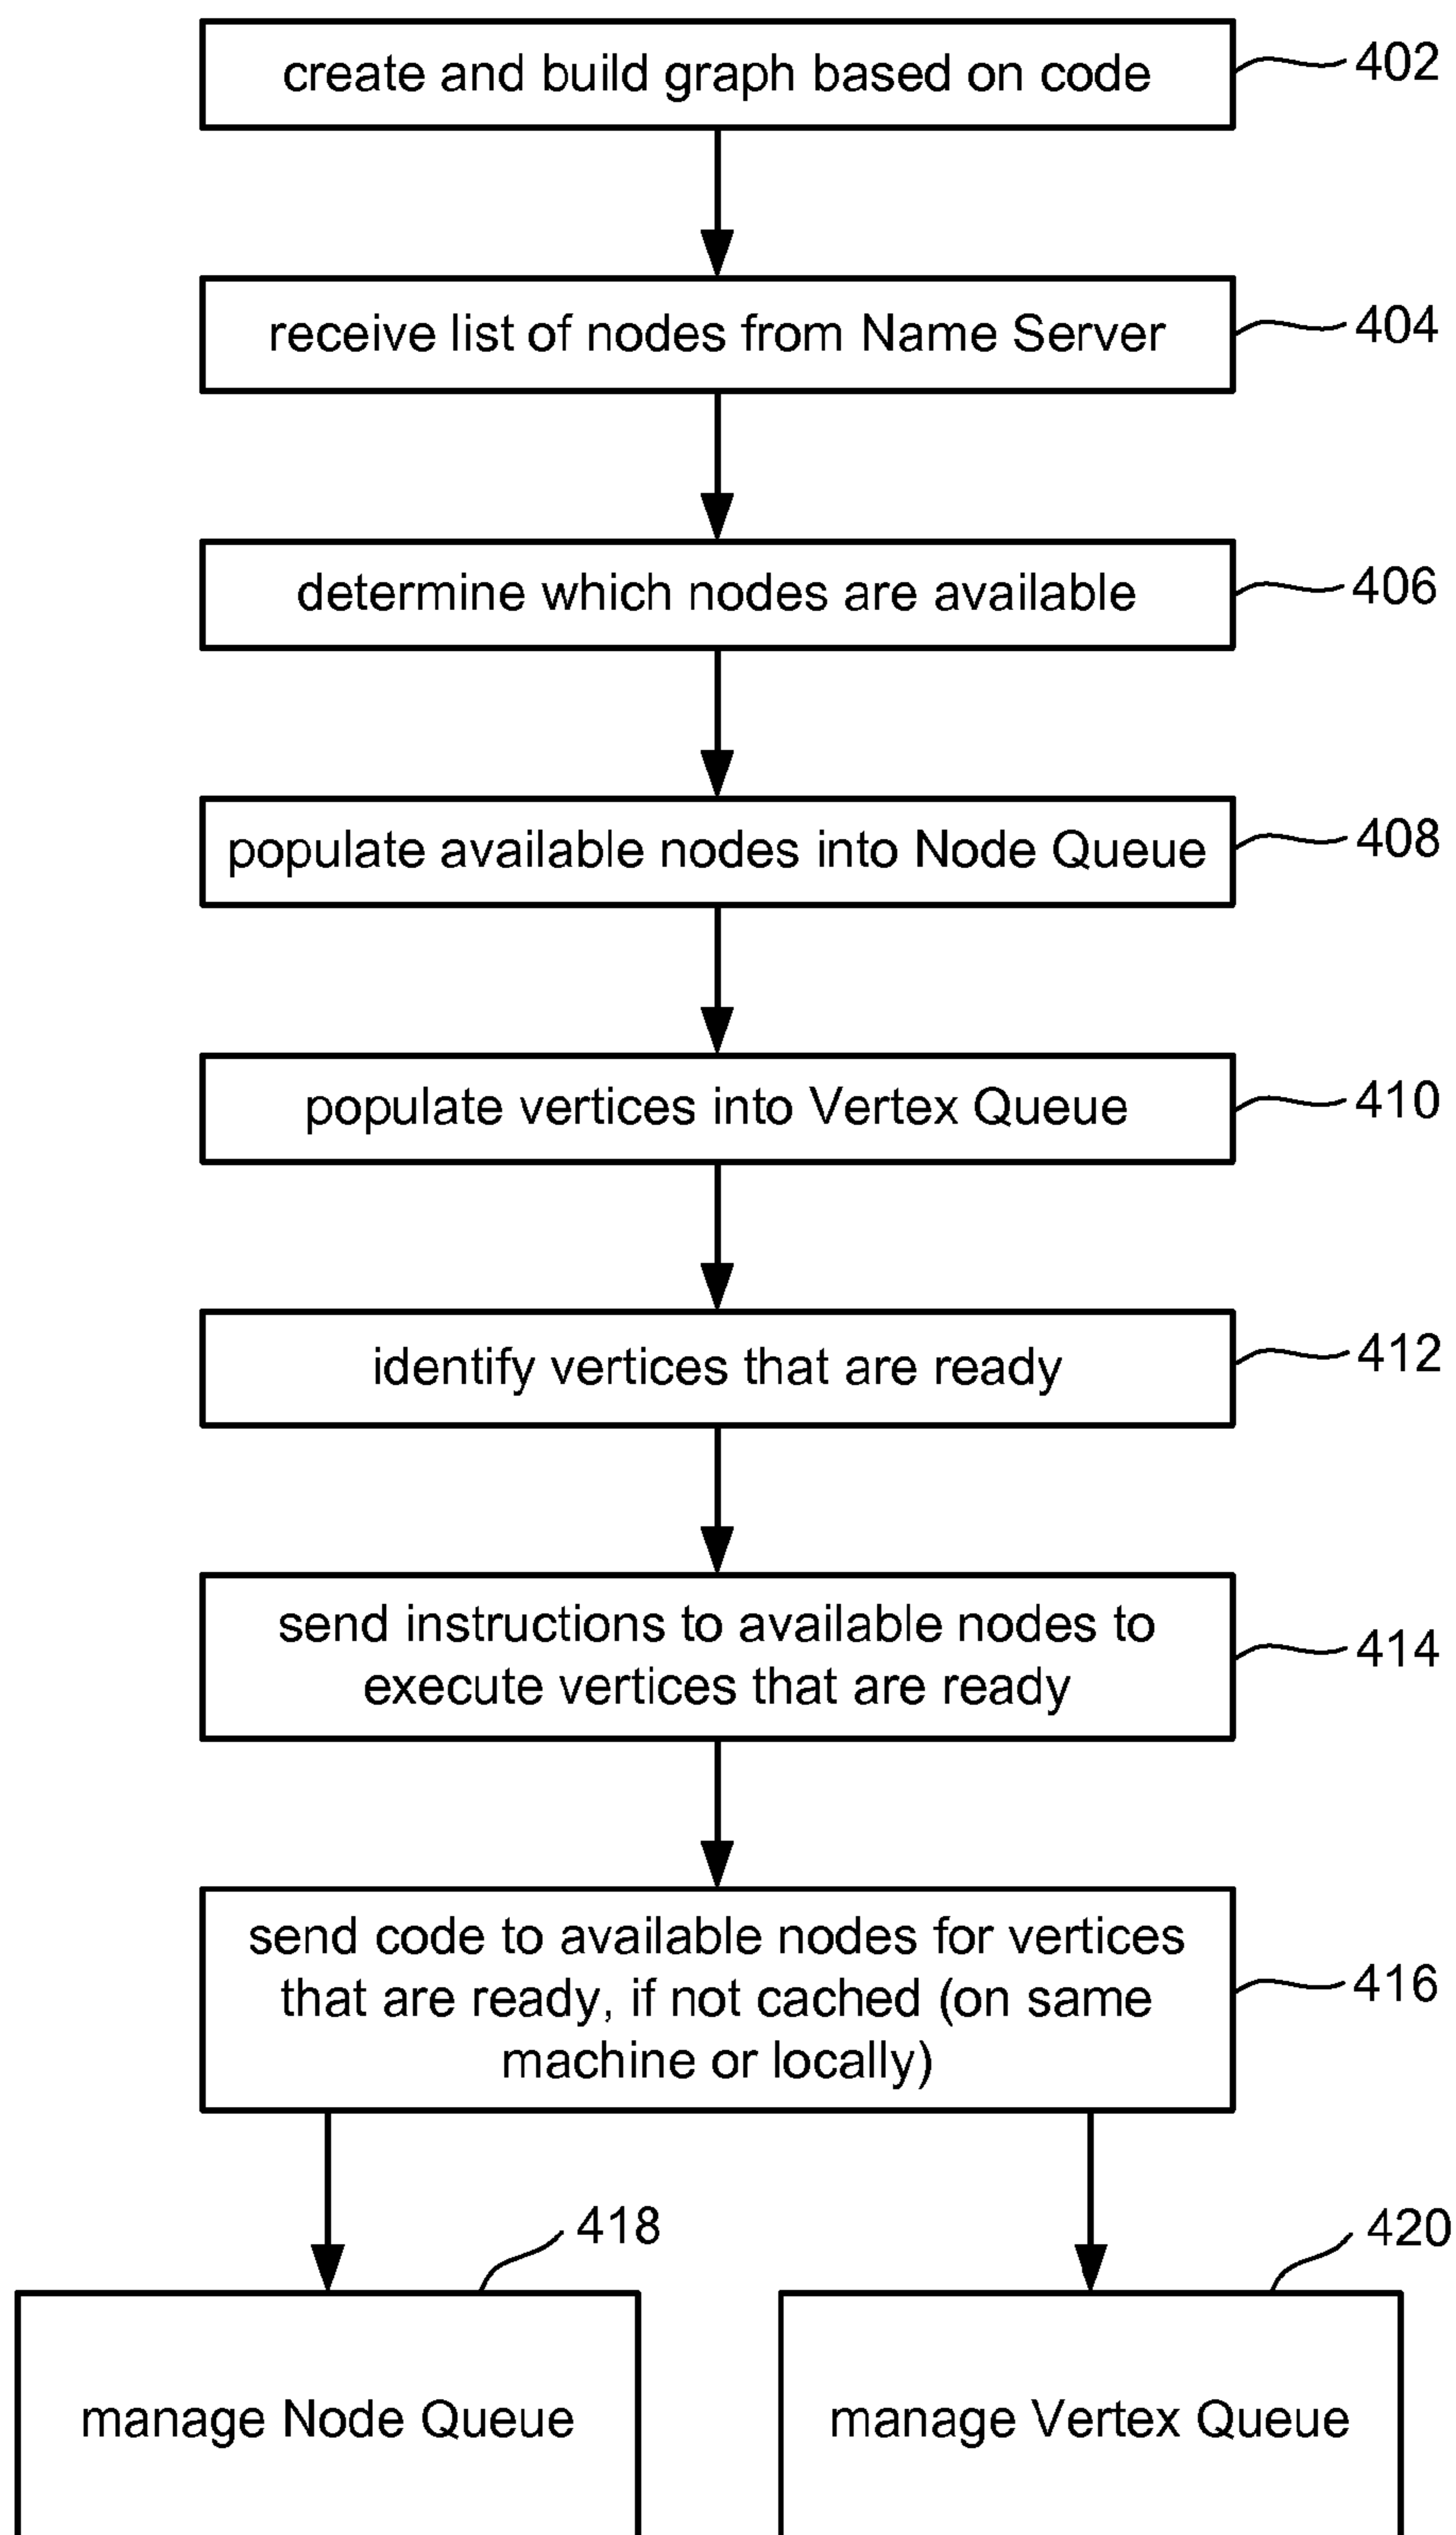 create and build graph based on code
402
receive list of nodes from Name Server
404
determine which nodes are available
406
populate available nodes into Node Queue
408
populate vertices into Vertex Queue
410
identify vertices that are ready
412
send instructions to available nodes to
execute vertices that are ready
414
send code to available nodes for vertices
that are ready, if not cached (on same
machine or locally)
416
418
420
manage Node Queue
manage Vertex Queue